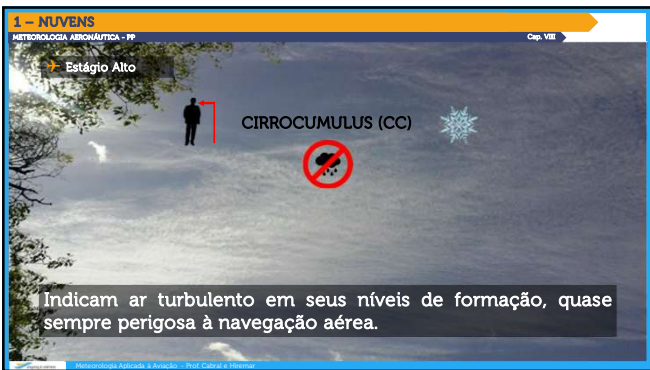 1 – NUVENS
METEOROLOGIA AERONÁUTICA - PP
Cap. VIII
Estágio Alto
CIRROCUMULUS (CC)
Indicam ar turbulento em seus níveis de formação, quase
sempre perigosa à navegação aérea.
Meteorologia Aplicada à Aviação - Prof. Cabral e Hiremar